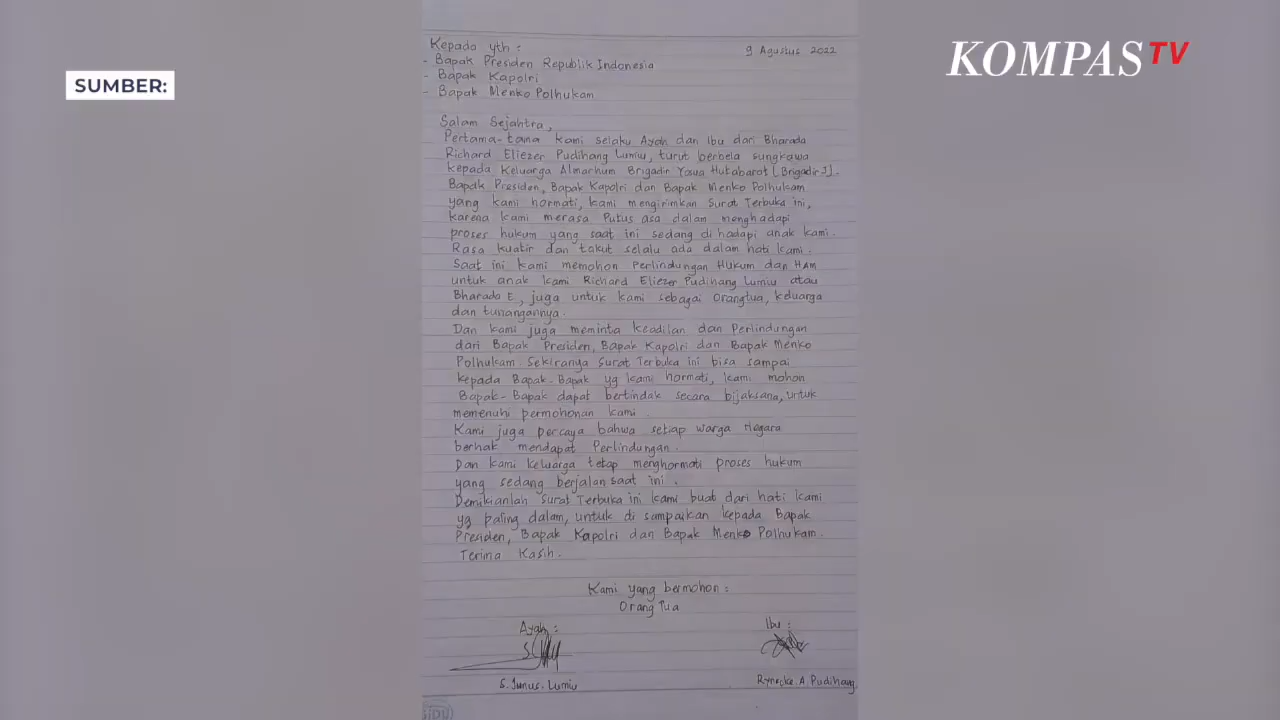 SUMBER:
KOMPAS TV
Kepada yth :
9 Agustus 2022
- Bapak Presiden Republik Indonesia
- Bapak Kapolri
- Bapak Menko Polhukam
Salam Sejahtra,
Pertama-tama kami selaku Ayah dan Ibu dari Bharada
Richard Eliezer Pudihang Lumiu, turut berbela sungkawa
kepada Keluarga Almarhum Brigadir Yosua Hutabarat [Brigadir J].
Bapak Presiden, Bapak Kapolri dan Bapak Menko Polhukam
yang kami hormati, kami mengirimkan Surat Terbuka ini,
karena kami merasa Putus asa dalam menghadapi
proses hukum yang saat ini sedang di hadapi anak kami.
Rasa kuatir dan takut selalu ada dalam hati kami.
Saat ini kami memohon Perlindungan Hukum dan HAM
untuk anak kami Richard Eliezer Pudihang Lumiu atau
Bharada E, juga untuk kami sebagai Orangtua, keluarga
dan tunangannya.
Dan kami juga meminta keadilan dan Perlindungan
dari Bapak Presiden, Bapak Kapolri dan Bapak Menko
Polhukam. Sekiranya Surat Terbuka ini bisa sampai
kepada Bapak-Bapak yg kami hormati, kami mohon
Bapak-Bapak dapat bertindak secara bijaksana, untuk
memenuhi permohonan kami.
Kami juga percaya bahwa setiap warga Negara
berhak mendapat Perlindungan.
Dan kami keluarga tetap menghormati proses hukum
yang sedang berjalan saat ini.
Demikianlah Surat Terbuka ini kami buat dari hati kami
yg paling dalam, untuk di sampaikan kepada Bapak
Presiden, Bapak Kapolri dan Bapak Menko Polhukam.
Terima Kasih.
Kami yang bermohon :
Orang Tua
Ayah :
Ibu :
S. Junus. Lumiu
Rynecke. A. Pudihang